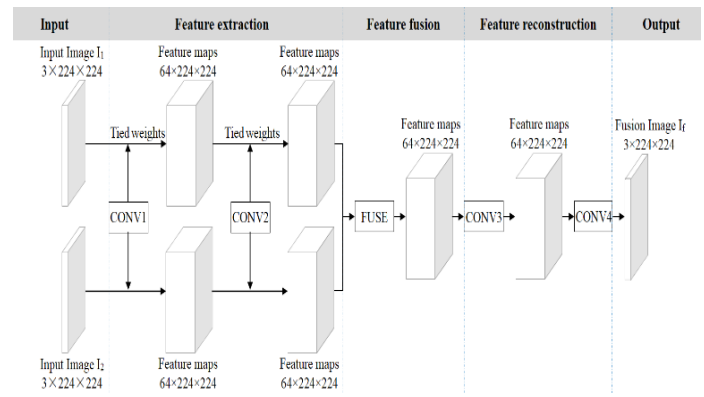 Input
Feature extraction
Feature fusion
Feature reconstruction
Output
Input Image I₁
3×224×224
Feature maps
64×224×224
Feature maps
64×224×224
Tied weights
Tied weights
Feature maps
64×224×224
Feature maps
64×224×224
Fusion Image If
3×224×224
CONV1
CONV2
FUSE
CONV3
CONV4
Input Image I₂
3×224×224
Feature maps
64×224×224
Feature maps
64×224×224